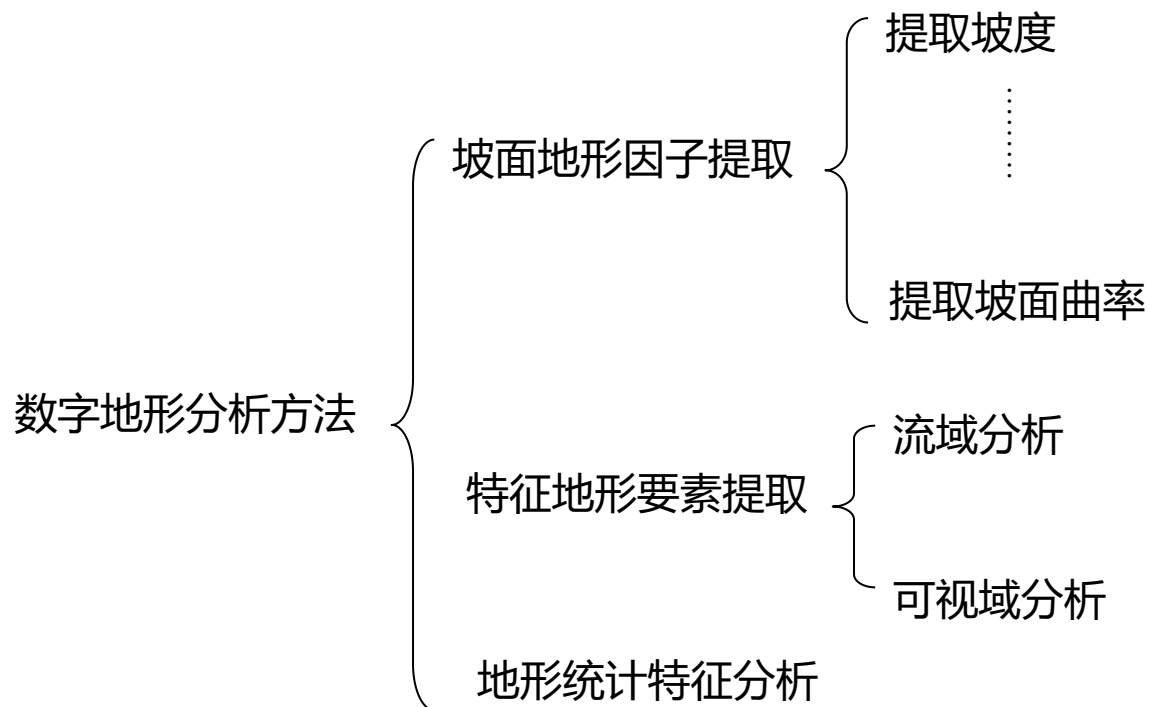 数字地形分析方法
坡面地形因子提取
提取坡度
………
提取坡面曲率
特征地形要素提取
流域分析
可视域分析
地形统计特征分析